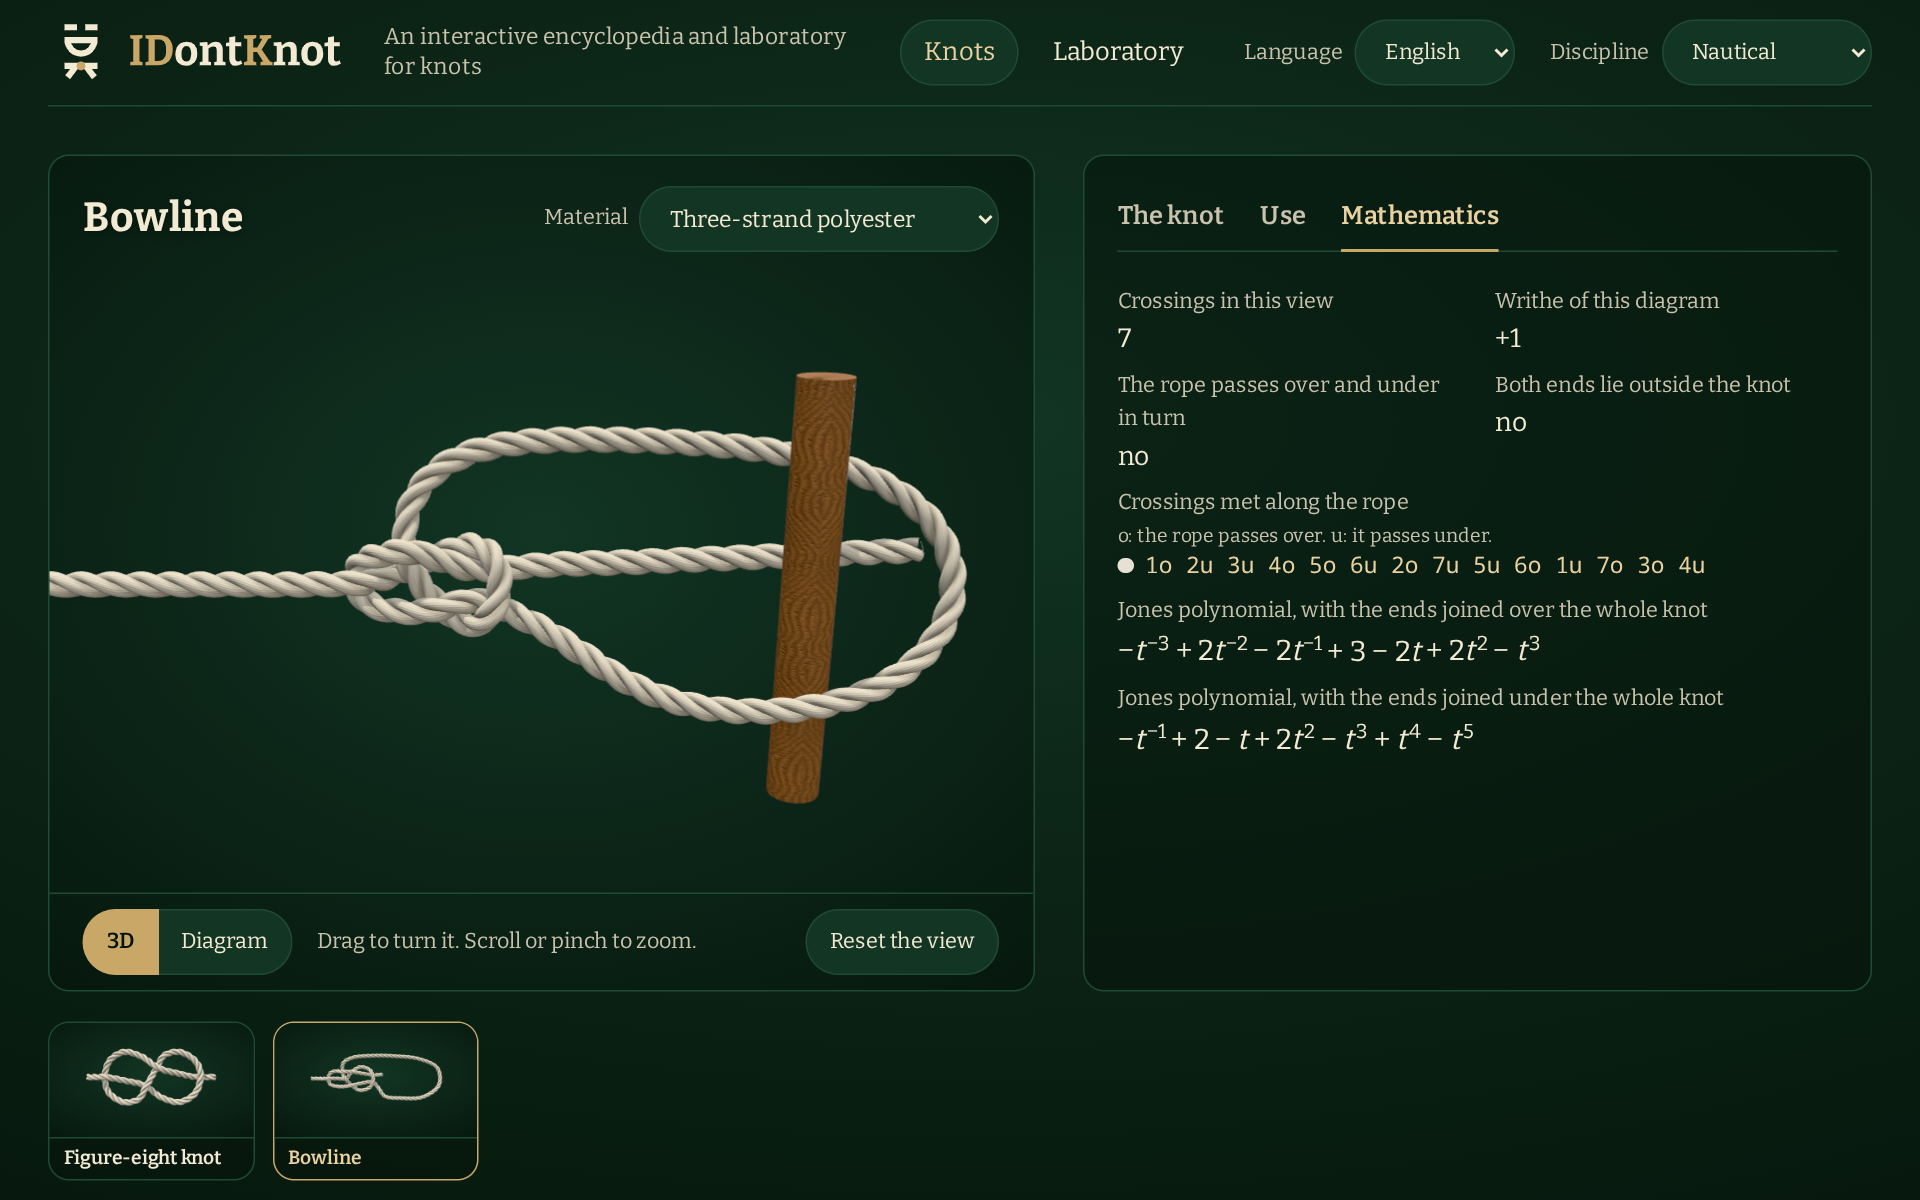 IDontKnot
An interactive encyclopedia and laboratory
for knots
Knots
Laboratory
Language
English
Discipline
Nautical
Bowline
Material
Three-strand polyester
The knot
Use
Mathematics
Crossings in this view
7
Writhe of this diagram
+1
The rope passes over and under
in turn
no
Both ends lie outside the knot
no
Crossings met along the rope
o: the rope passes over. u: it passes under.
1o 2u 3u 4o 5o 6u 2o 7u 5u 6o 1u 7o 3o 4u
Jones polynomial, with the ends joined over the whole knot
−t⁻³ + 2t⁻² − 2t⁻¹ + 3 − 2t + 2t² − t³
Jones polynomial, with the ends joined under the whole knot
−t⁻¹ + 2 − t + 2t² − t³ + t⁴ − t⁵
3D
Diagram
Drag to turn it. Scroll or pinch to zoom.
Reset the view
Figure-eight knot
Bowline